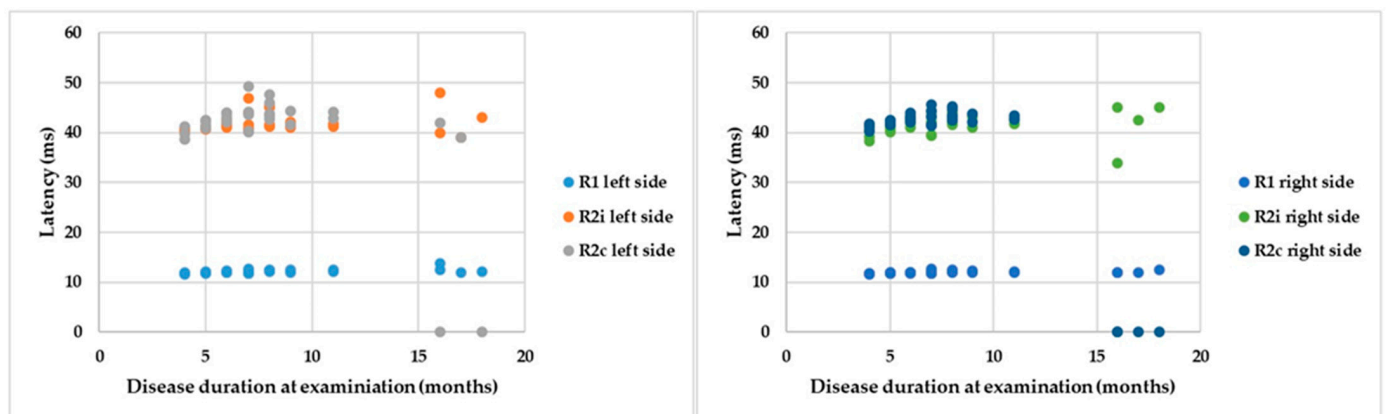 60
50
40
30
20
10
0
Latency (ms)
0 5 10 15 20
Disease duration at examiniation (months)
R1 left side
R2i left side
R2c left side
60
50
40
30
20
10
0
Latency (ms)
0 5 10 15 20
Disease duration at examination (months)
R1 right side
R2i right side
R2c right side